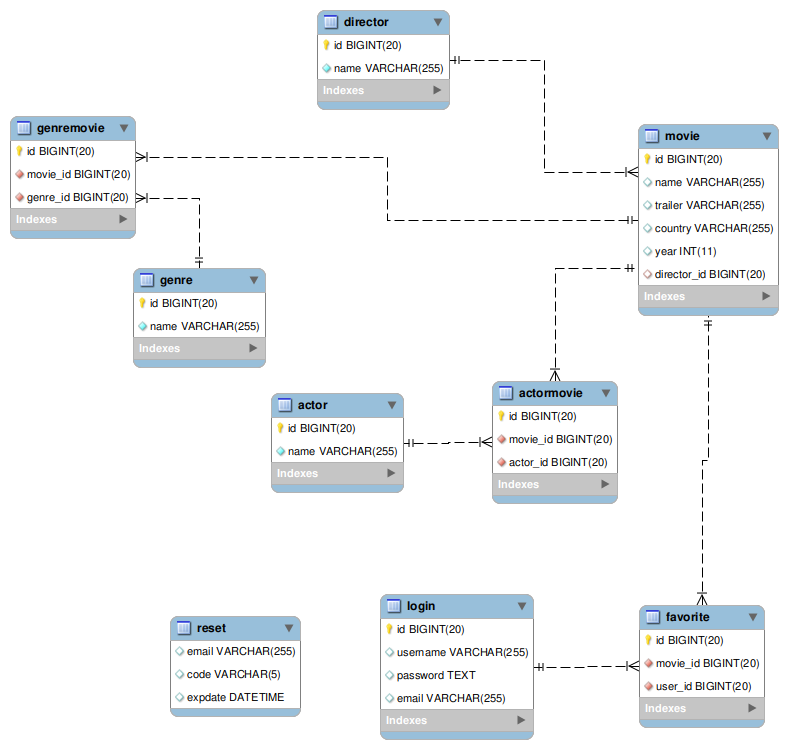 director
id BIGINT(20)
name VARCHAR(255)
Indexes
genremovie
id BIGINT(20)
movie_id BIGINT(20)
genre_id BIGINT(20)
Indexes
movie
id BIGINT(20)
name VARCHAR(255)
trailer VARCHAR(255)
country VARCHAR(255)
year INT(11)
director_id BIGINT(20)
Indexes
genre
id BIGINT(20)
name VARCHAR(255)
Indexes
actor
id BIGINT(20)
name VARCHAR(255)
Indexes
actormovie
id BIGINT(20)
movie_id BIGINT(20)
actor_id BIGINT(20)
Indexes
reset
email VARCHAR(255)
code VARCHAR(5)
expdate DATETIME
login
id BIGINT(20)
username VARCHAR(255)
password TEXT
email VARCHAR(255)
Indexes
favorite
id BIGINT(20)
movie_id BIGINT(20)
user_id BIGINT(20)
Indexes